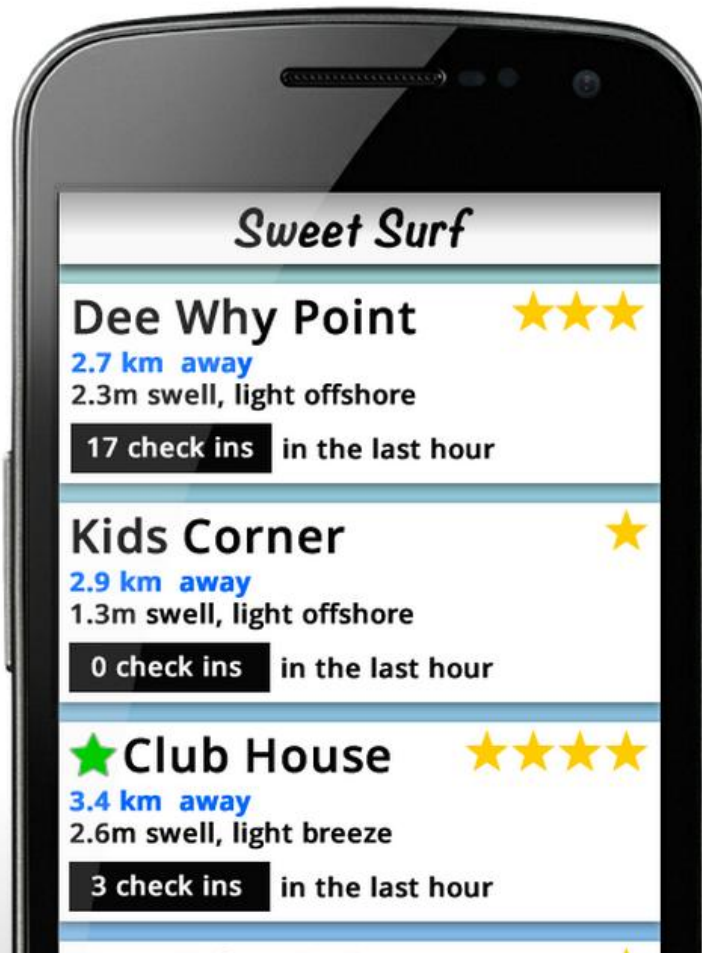 Sweet Surf
Dee Why Point
2.7 km away
2.3m swell, light offshore
17 check ins in the last hour
Kids Corner
2.9 km away
1.3m swell, light offshore
0 check ins in the last hour
Club House
3.4 km away
2.6m swell, light breeze
3 check ins in the last hour